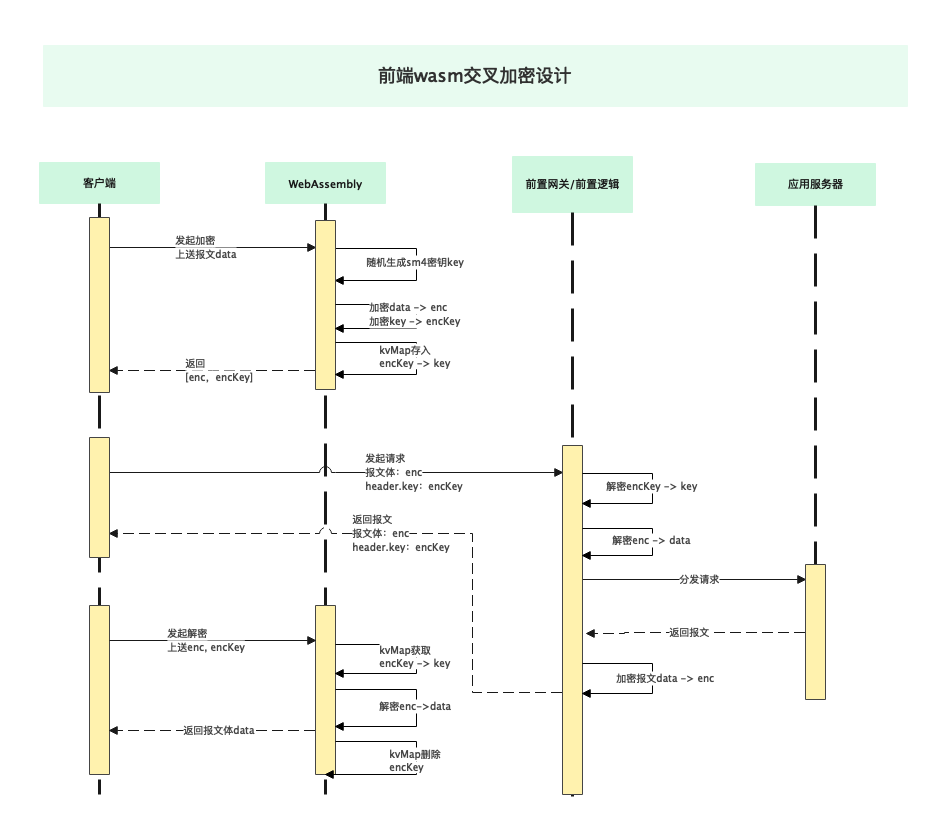 前端wasm交叉加密设计
客户端
WebAssembly
前置网关/前置逻辑
应用服务器
发起加密
上送报文data
随机生成sm4密钥key
加密data -> enc
加密key -> encKey
kvMap存入
encKey -> key
返回
[enc, encKey]
发起请求
报文体：enc
header.key：encKey
解密encKey -> key
返回报文
报文体：enc
header.key：encKey
解密enc -> data
分发请求
返回报文
发起解密
上送enc, encKey
kvMap获取
encKey -> key
加密报文data -> enc
解密enc->data
返回报文体data
kvMap删除
encKey